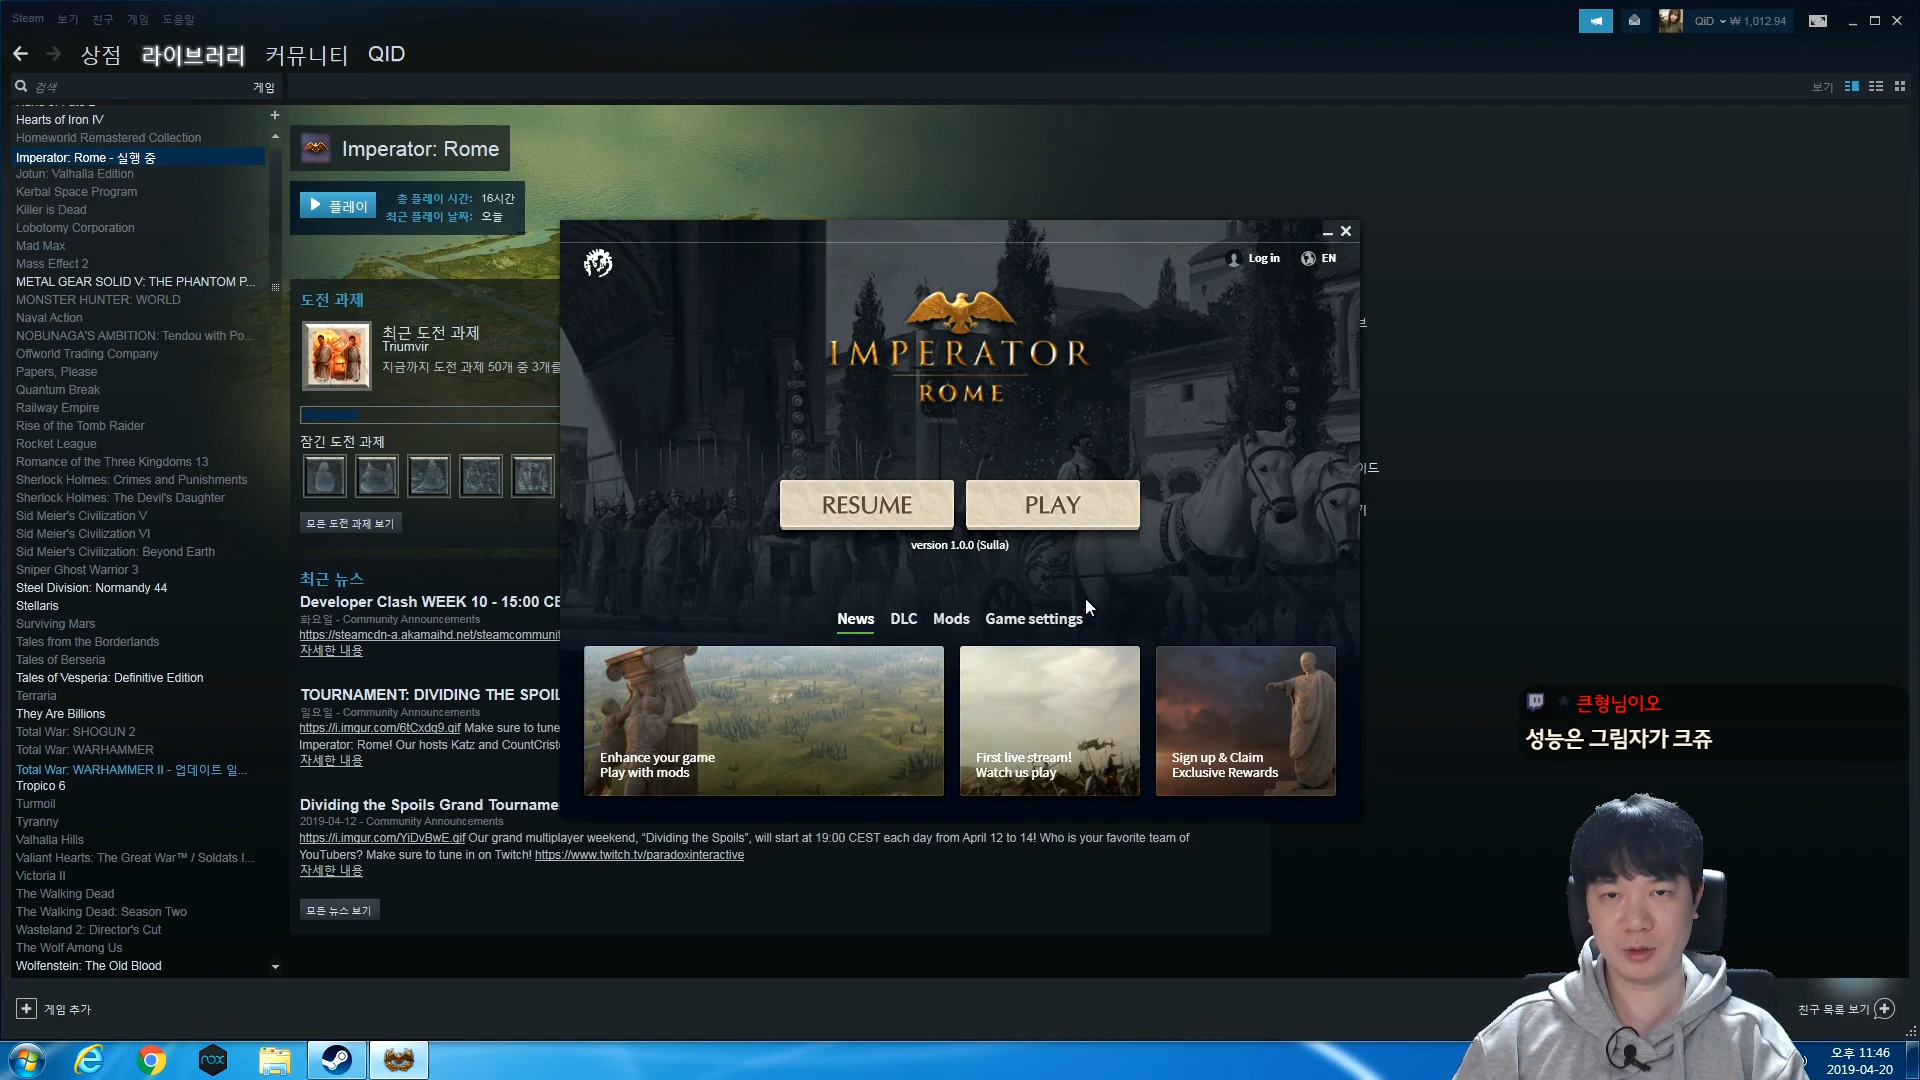 Steam 보기 친구 게임 도움말
QiD ₩ 1,012.94
상점 라이브러리 커뮤니티 QID
검색 게임
보기
Hearts of Iron IV
Homeworld Remastered Collection
Imperator: Rome - 실행 중
Jotun: Valhalla Edition
Kerbal Space Program
Killer is Dead
Lobotomy Corporation
Mad Max
Mass Effect 2
METAL GEAR SOLID V: THE PHANTOM P...
MONSTER HUNTER: WORLD
Naval Action
NOBUNAGA'S AMBITION: Tendou with Po...
Offworld Trading Company
Papers, Please
Quantum Break
Railway Empire
Rise of the Tomb Raider
Rocket League
Romance of the Three Kingdoms 13
Sherlock Holmes: Crimes and Punishments
Sherlock Holmes: The Devil's Daughter
Sid Meier's Civilization V
Sid Meier's Civilization VI
Sid Meier's Civilization: Beyond Earth
Sniper Ghost Warrior 3
Steel Division: Normandy 44
Stellaris
Surviving Mars
Tales from the Borderlands
Tales of Berseria
Tales of Vesperia: Definitive Edition
Terraria
They Are Billions
Total War: SHOGUN 2
Total War: WARHAMMER
Total War: WARHAMMER II - 업데이트 일...
Tropico 6
Turmoil
Tyranny
Valhalla Hills
Valiant Hearts: The Great War™ / Soldats I...
Victoria II
The Walking Dead
The Walking Dead: Season Two
Wasteland 2: Director's Cut
The Wolf Among Us
Wolfenstein: The Old Blood
게임 추가
Imperator: Rome
플레이
총 플레이 시간: 16시간
최근 플레이 날짜: 오늘
도전 과제
최근 도전 과제
Triumvir
지금까지 도전 과제 50개 중 3개를
잠긴 도전 과제
모든 도전 과제 보기
최근 뉴스
Developer Clash WEEK 10 - 15:00 CE
화요일 - Community Announcements
https://steamcdn-a.akamaihd.net/steamcommunit
자세한 내용
TOURNAMENT: DIVIDING THE SPOIL
일요일 - Community Announcements
https://i.imgur.com/6tCxdq9.gif Make sure to tune
Imperator: Rome! Our hosts Katz and CountCrist
자세한 내용
Dividing the Spoils Grand Tourname
2019-04-12 - Community Announcements
https://i.imgur.com/YiDvBwE.gif Our grand multiplayer weekend, "Dividing the Spoils", will start at 19:00 CEST each day from April 12 to 14! Who is your favorite team of
YouTubers? Make sure to tune in on Twitch! https://www.twitch.tv/paradoxinteractive
자세한 내용
모든 뉴스 보기
Log in EN
IMPERATOR
ROME
RESUME PLAY
version 1.0.0 (Sulla)
News DLC Mods Game settings
Enhance your game
Play with mods
First live stream!
Watch us play
Sign up & Claim
Exclusive Rewards
이드
기
큰형님이오
성능은 그림자가 크쥬
친구 목록 보기
nox
오후 11:46
2019-04-20